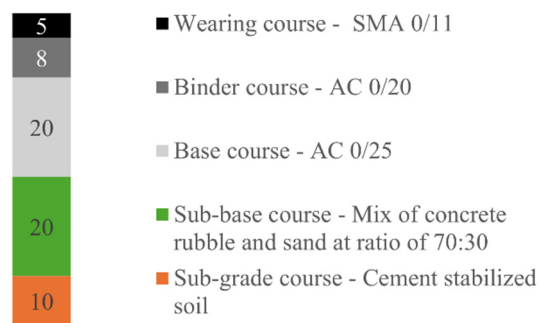 5
Wearing course - SMA 0/11
8
Binder course - AC 0/20
20
Base course - AC 0/25
20
Sub-base course - Mix of concrete
rubble and sand at ratio of 70:30
10
Sub-grade course - Cement stabilized
soil